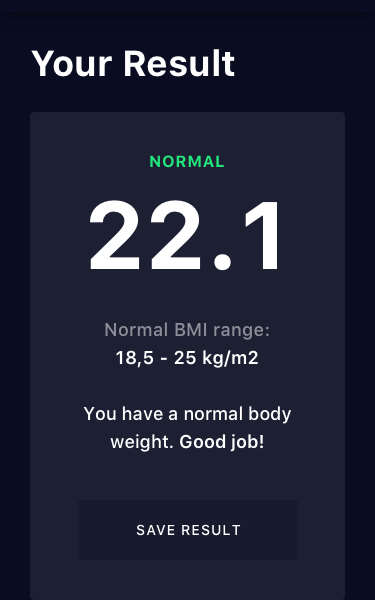 Your Result
NORMAL
22.1
Normal BMI range:
18,5 - 25 kg/m2
You have a normal body
weight. Good job!
SAVE RESULT